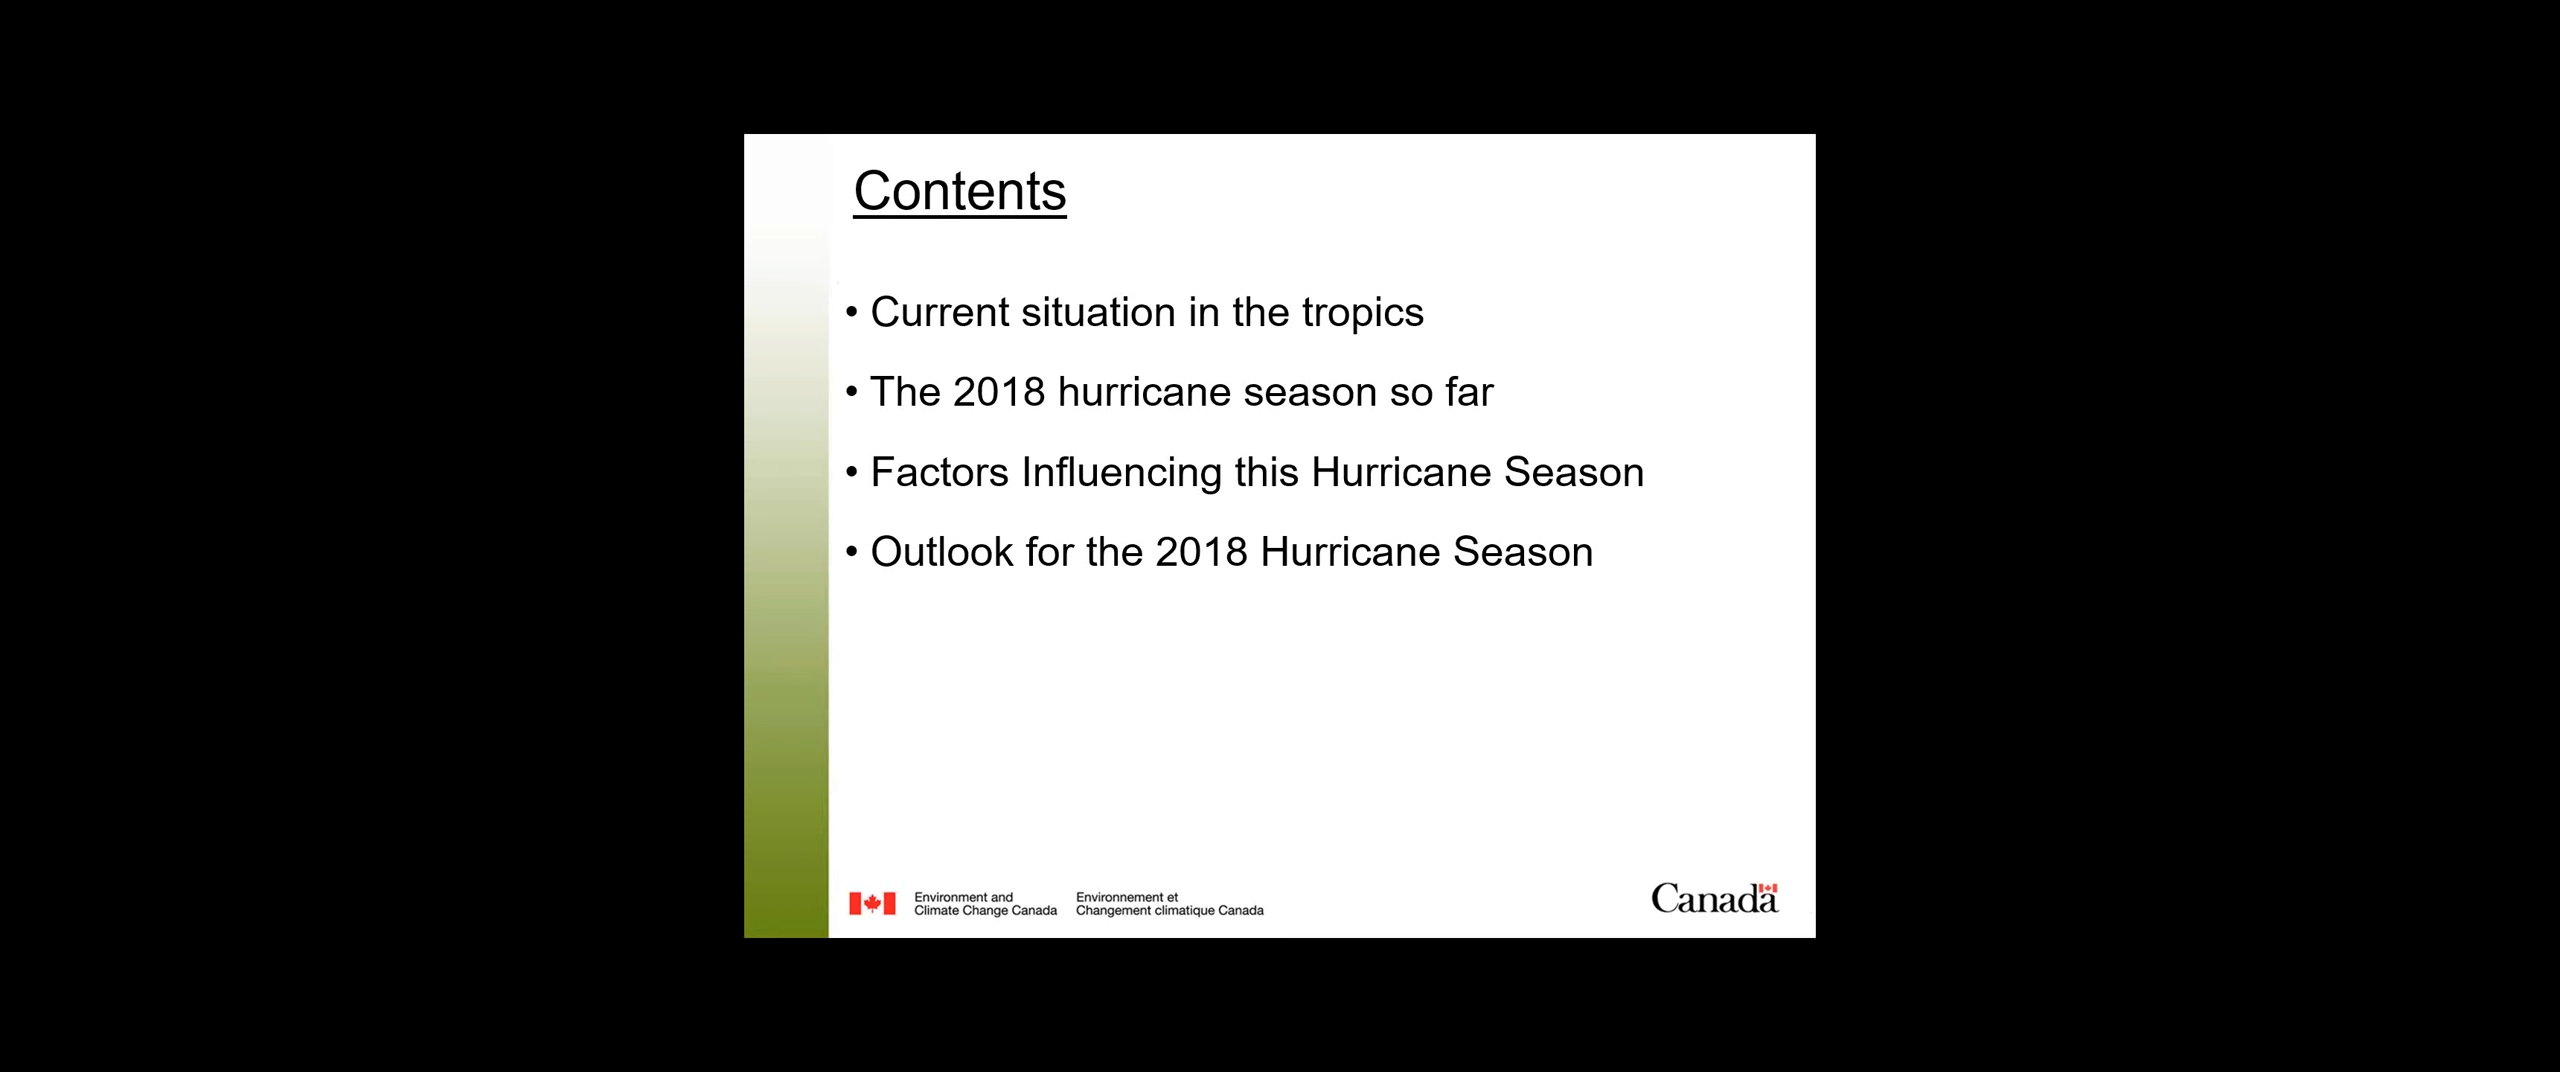 Contents
• Current situation in the tropics
• The 2018 hurricane season so far
• Factors Influencing this Hurricane Season
• Outlook for the 2018 Hurricane Season
Environment and
Climate Change Canada
Environnement et
Changement climatique Canada
Canada